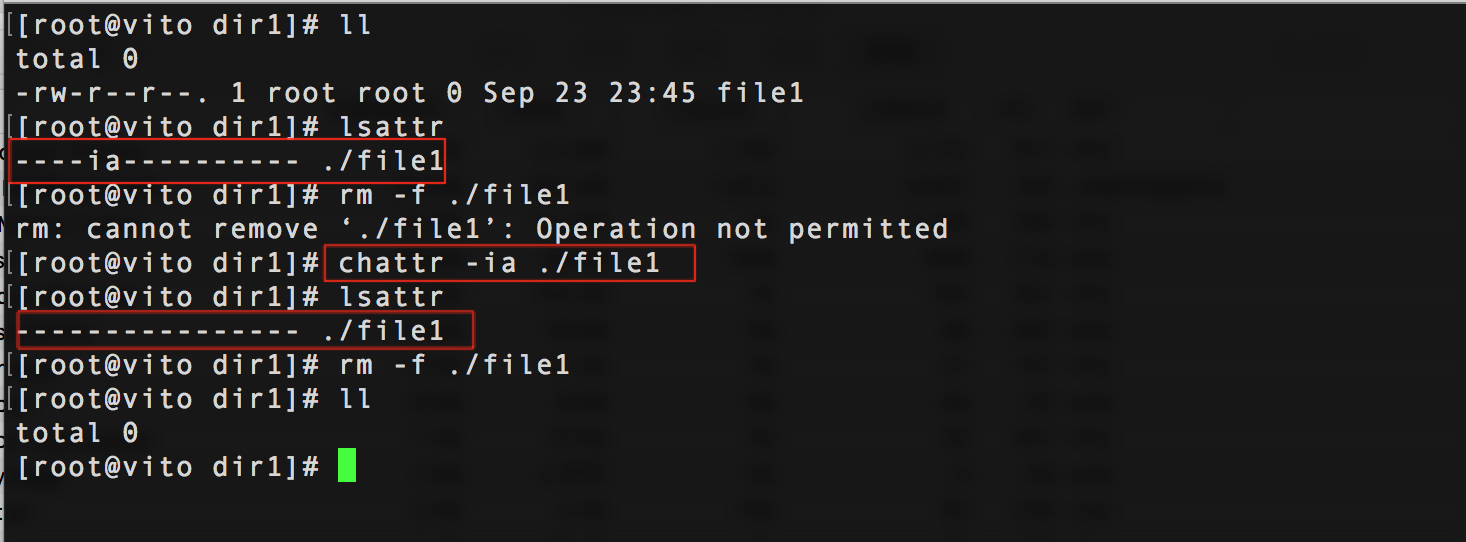 [root@vito dir1]# ll
total 0
-rw-r--r--. 1 root root 0 Sep 23 23:45 file1
[root@vito dir1]# lsattr
----ia---------- ./file1
[root@vito dir1]# rm -f ./file1
rm: cannot remove ‘./file1’: Operation not permitted
[root@vito dir1]# chattr -ia ./file1
[root@vito dir1]# lsattr
---------------- ./file1
[root@vito dir1]# rm -f ./file1
[root@vito dir1]# ll
total 0
[root@vito dir1]#